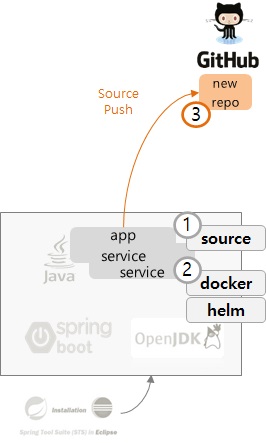 GitHub
new
repo
3
Source
Push
1
app
source
service
2
service
docker
helm
Java
spring
boot
OpenJDK
Installation
Spring Tool Suite (STS) in Eclipse